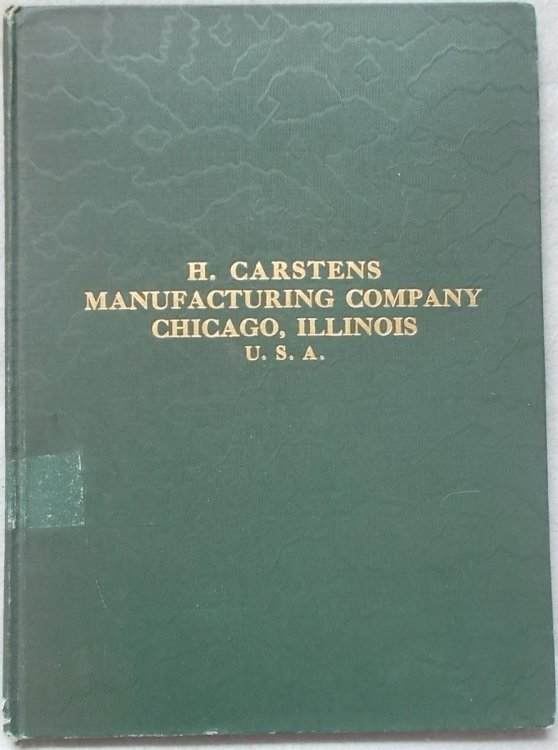 H. CARSTENS
MANUFACTURING COMPANY
CHICAGO, ILLINOIS
U. S. A.